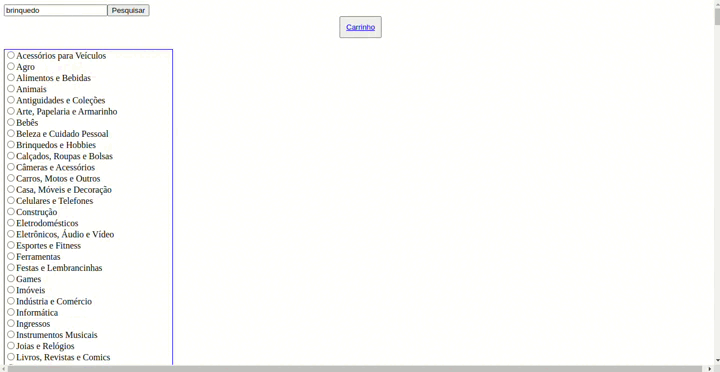 brinquedo Pesquisar
Carrinho
Acessórios para Veículos
Agro
Alimentos e Bebidas
Animais
Antiguidades e Coleções
Arte, Papelaria e Armarinho
Bebês
Beleza e Cuidado Pessoal
Brinquedos e Hobbies
Calçados, Roupas e Bolsas
Câmeras e Acessórios
Carros, Motos e Outros
Casa, Móveis e Decoração
Celulares e Telefones
Construção
Eletrodomésticos
Eletrônicos, Áudio e Vídeo
Esportes e Fitness
Ferramentas
Festas e Lembrancinhas
Games
Imóveis
Indústria e Comércio
Informática
Ingressos
Instrumentos Musicais
Joias e Relógios
Livros, Revistas e Comics